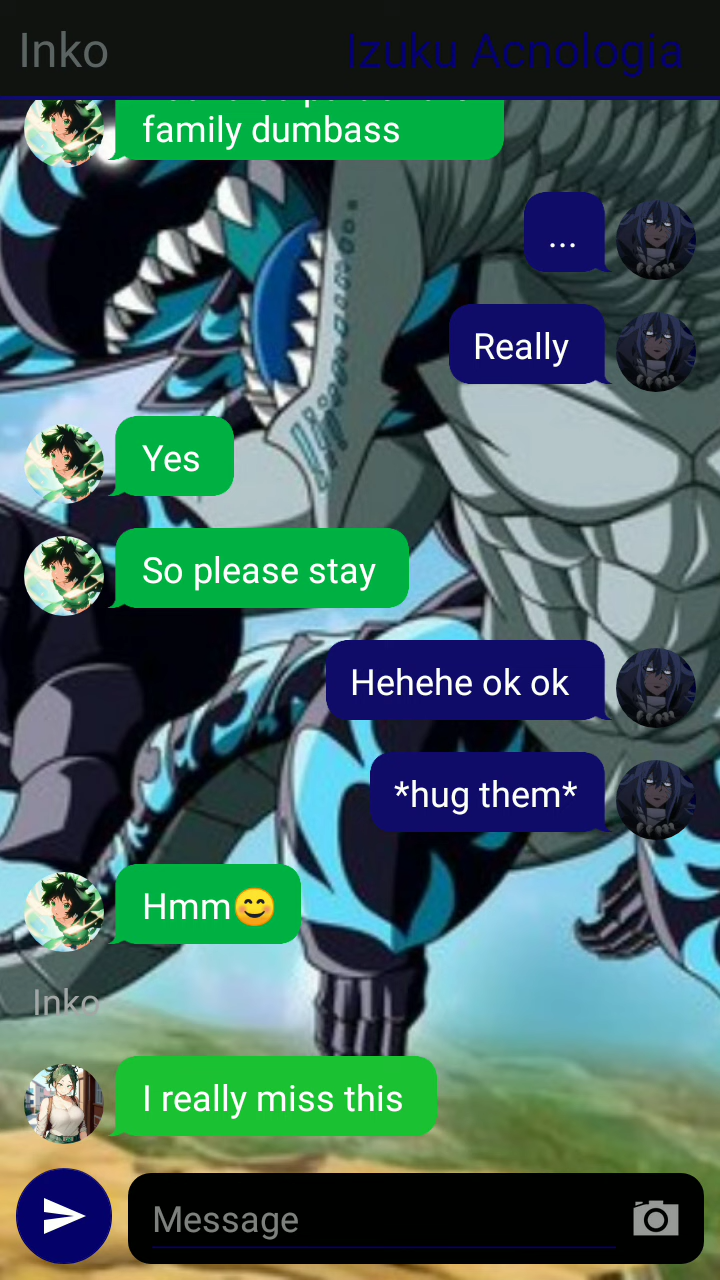 Inko
Izuku Acnologia
family dumbass
...
Really
Yes
So please stay
Hehehe ok ok
*hug them*
Hmm😊
Inko
I really miss this
Message